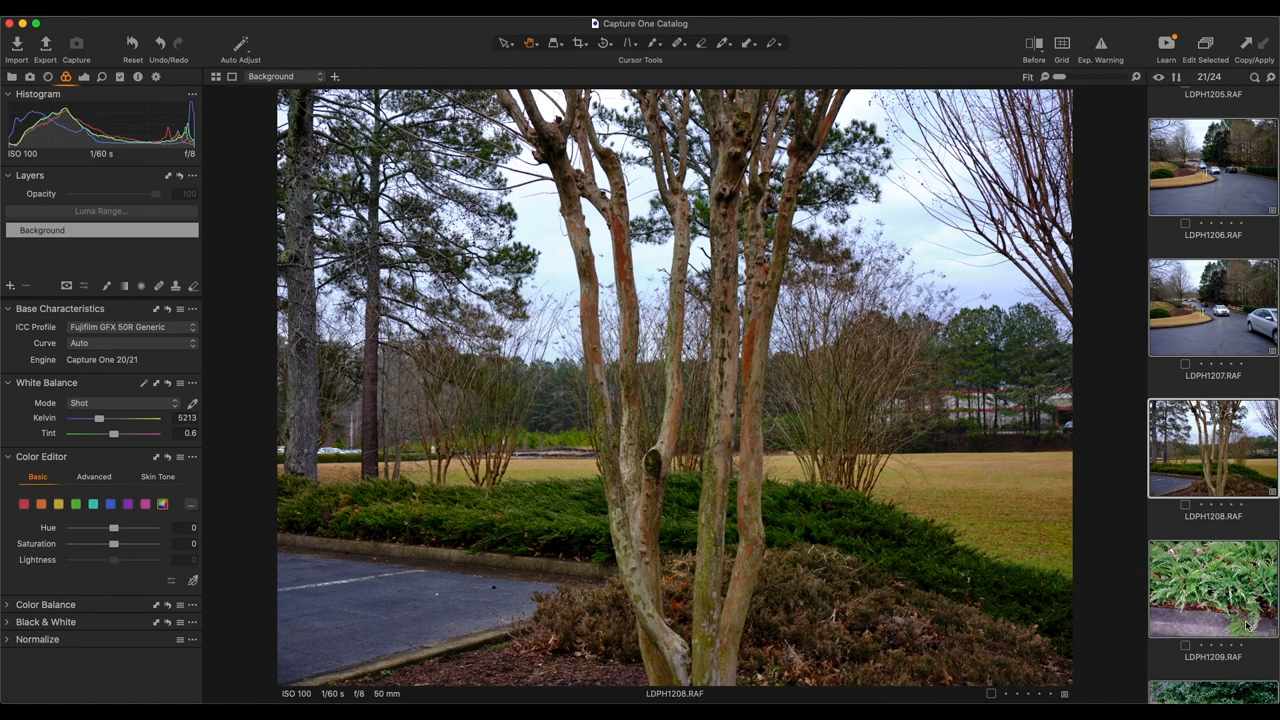 Capture One Catalog
Import Export Capture Reset Undo/Redo Auto Adjust Cursor Tools Before Grid Exp. Warning Learn Edit Selected Copy/Apply
Background
Fit
21/24
Histogram
ISO 100 1/60 s f/8
Layers
Opacity 100
Luma Range...
Background
Base Characteristics
ICC Profile Fujifilm GFX 50R Generic
Curve Auto
Engine Capture One 20/21
White Balance
Mode Shot
Kelvin 5213
Tint 0.6
Color Editor
Basic Advanced Skin Tone
Hue 0
Saturation 0
Lightness 0
Color Balance
Black & White
Normalize
ISO 100 1/60 s f/8 50 mm LDPH1208.RAF
LDPH1205.RAF
LDPH1206.RAF
LDPH1207.RAF
LDPH1208.RAF
LDPH1209.RAF